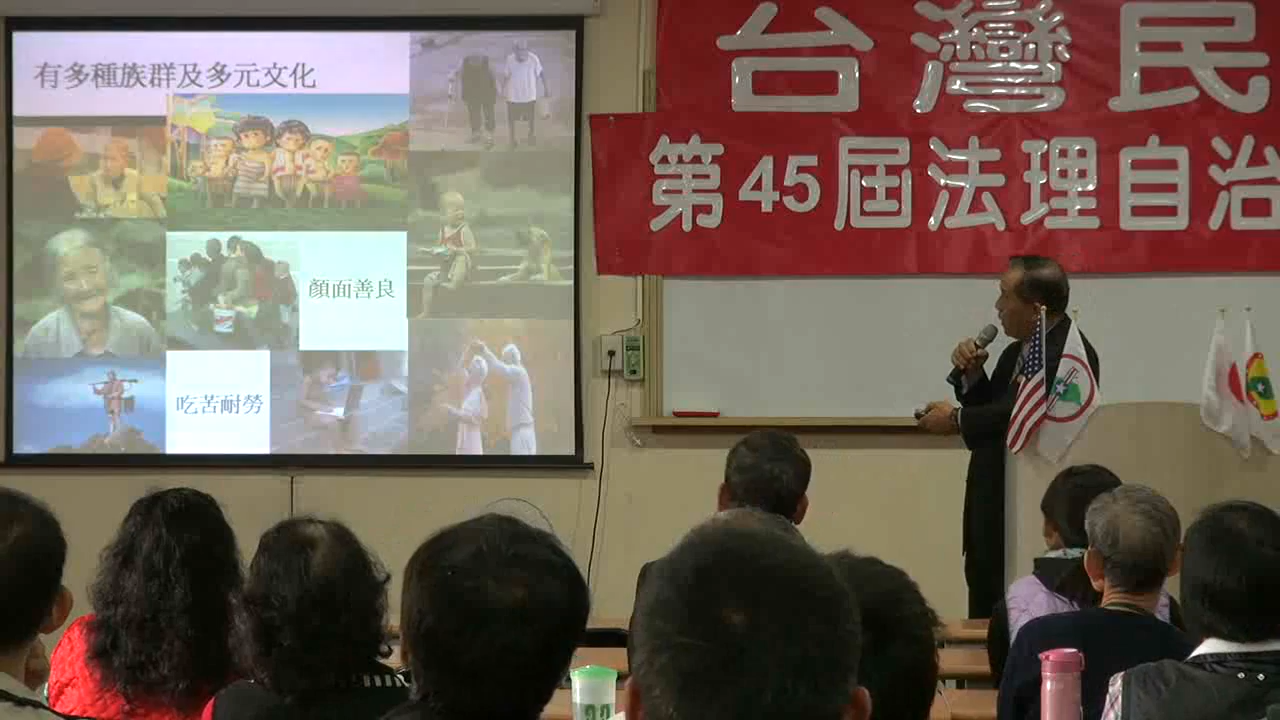 有多種族群及多元文化
顏面善良
吃苦耐勞
台灣民
第45屆法理自治